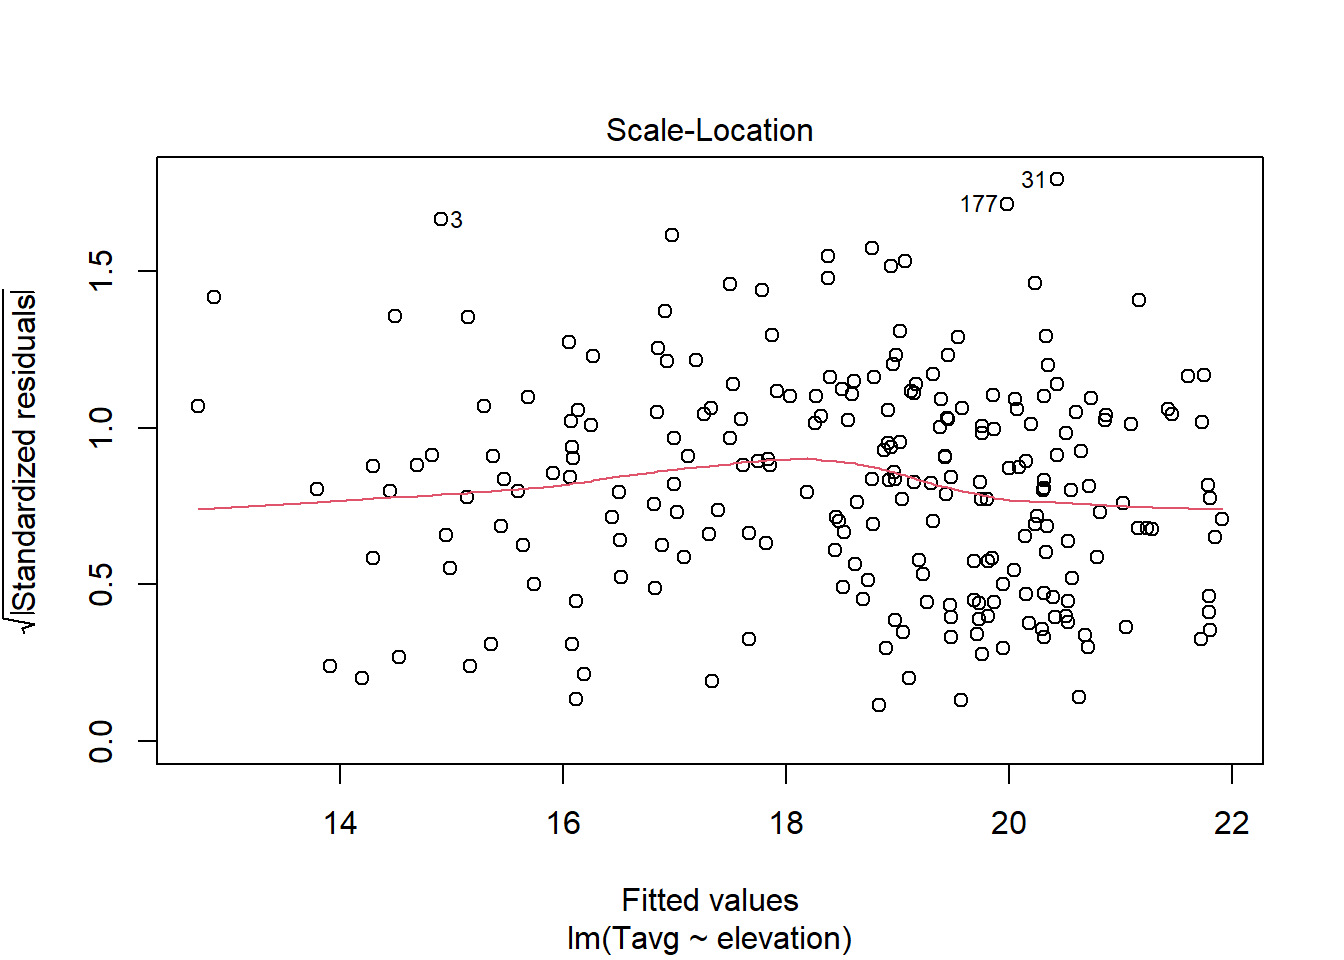 Scale-Location
31
177
3
√|Standardized residuals|
0.0 0.5 1.0 1.5
14 16 18 20 22
Fitted values
lm(Tavg ~ elevation)